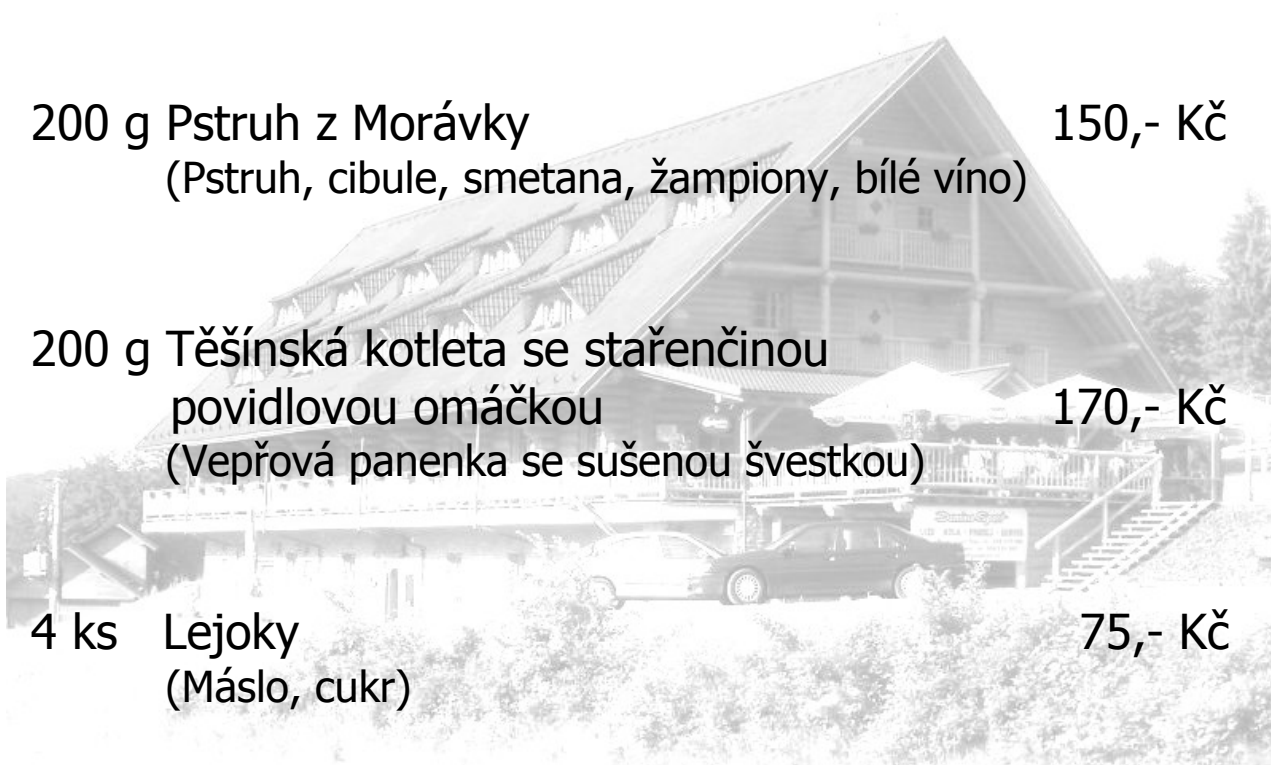 200 g Pstruh z Morávky 150,- Kč
(Pstruh, cibule, smetana, žampiony, bílé víno)
200 g Těšínská kotleta se stařenčinou
povidlovou omáčkou 170,- Kč
(Vepřová panenka se sušenou švestkou)
4 ks Lejoky 75,- Kč
(Máslo, cukr)